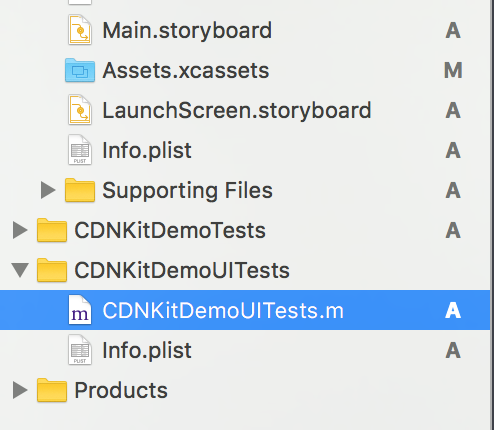 Main.storyboard A
Assets.xcassets M
LaunchScreen.storyboard A
Info.plist A
Supporting Files A
CDNKitDemoTests A
CDNKitDemoUITests
m CDNKitDemoUITests.m A
Info.plist A
Products